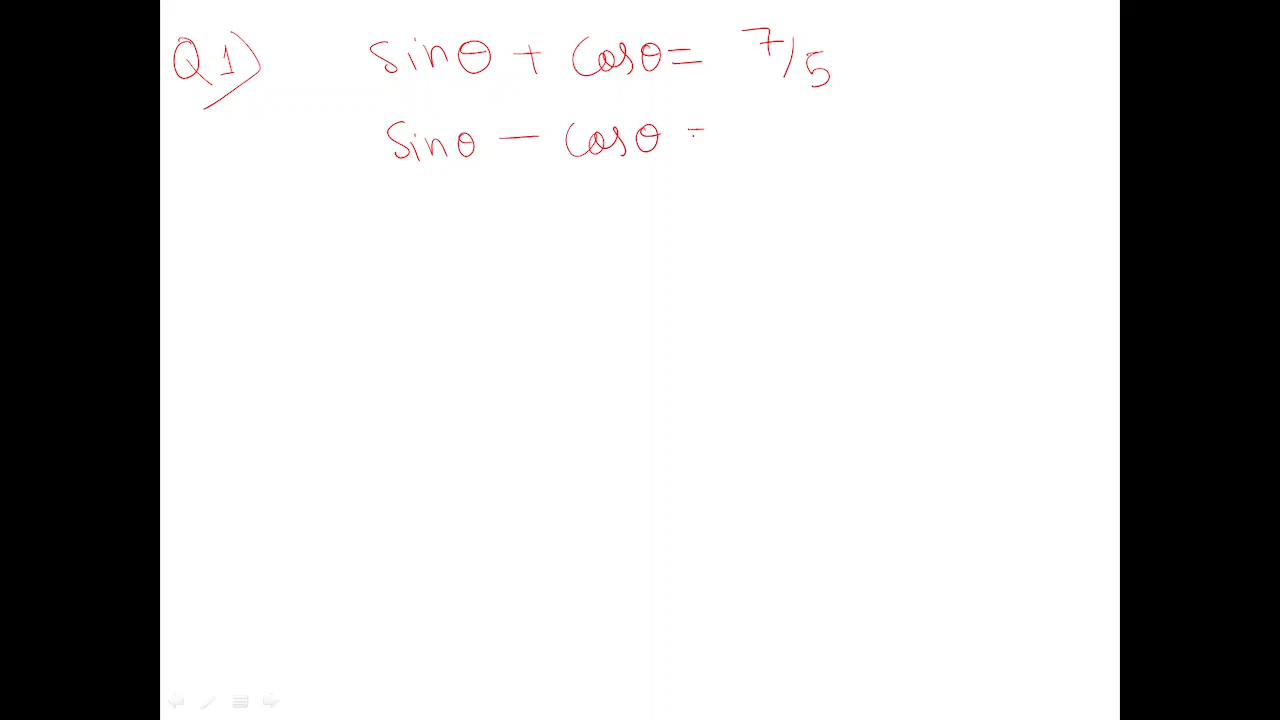 Q1) sinθ + cosθ = 7/5
sinθ - cosθ =